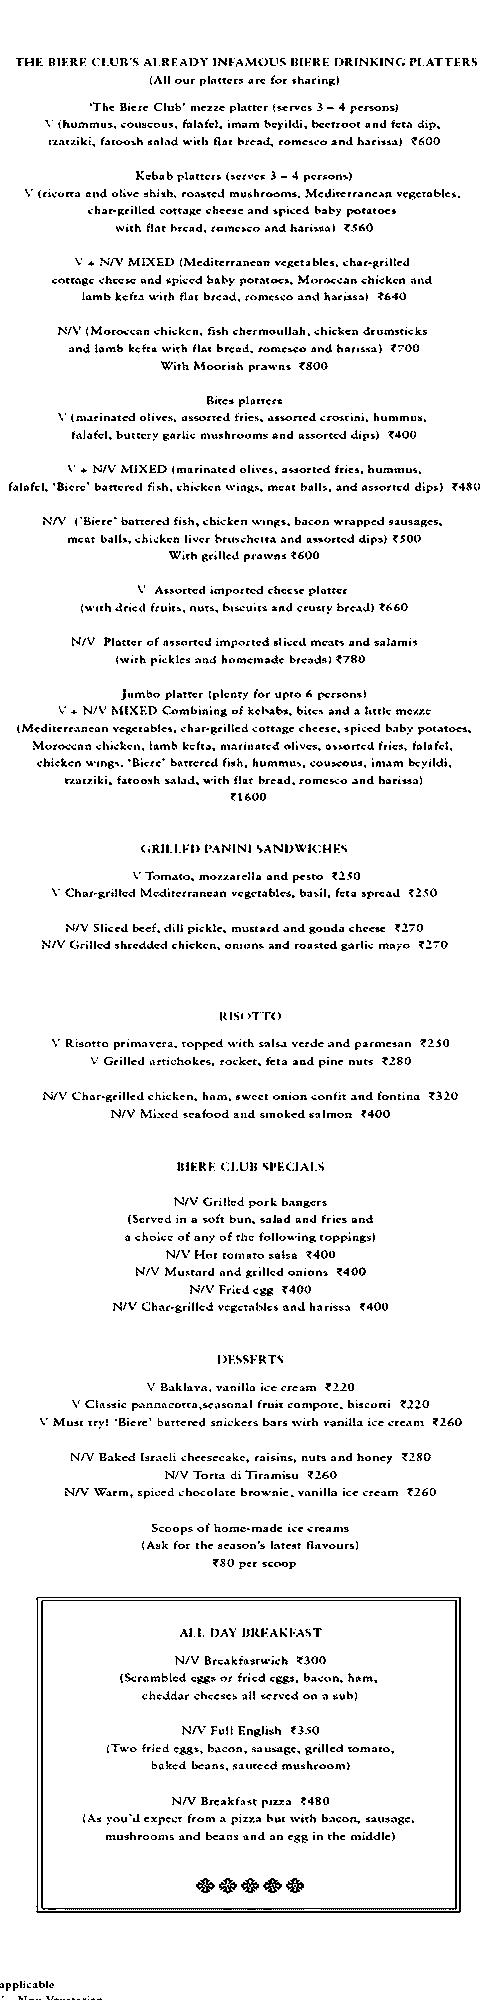 THE BIERE CLUB'S ALREADY INFAMOUS BIERE DRINKING PLATTERS
(All our platters are for sharing)
'The Biere Club' mezze platter (serves 3 – 4 persons)
V (hummus, couscous, falafel, imam beyildi, beetroot and feta dip,
tzatziki, fatoosh salad with flat bread, romesco and harissa) ₹600
Kebab platters (serves 3 – 4 persons)
V (ricotta and olive shish, roasted mushrooms, Mediterranean vegetables,
char-grilled cottage cheese and spiced baby potatoes
with flat bread, romesco and harissa) ₹560
V + N/V MIXED (Mediterranean vegetables, char-grilled
cottage cheese and spiced baby potatoes, Moroccan chicken and
lamb kefta with flat bread, romesco and harissa) ₹640
N/V (Moroccan chicken, fish chermoullah, chicken drumsticks
and lamb kefta with flat bread, romesco and harissa) ₹700
With Moorish prawns ₹800
Bites platters
V (marinated olives, assorted fries, assorted crostini, hummus,
falafel, buttery garlic mushrooms and assorted dips) ₹400
V + N/V MIXED (marinated olives, assorted fries, hummus,
falafel, 'Biere' battered fish, chicken wings, meat balls, and assorted dips) ₹480
N/V ('Biere' battered fish, chicken wings, bacon wrapped sausages,
meat balls, chicken liver bruschetta and assorted dips) ₹500
With grilled prawns ₹600
V Assorted imported cheese platter
(with dried fruits, nuts, biscuits and crusty bread) ₹660
N/V Platter of assorted imported sliced meats and salamis
(with pickles and homemade breads) ₹780
Jumbo platter (plenty for upto 6 persons)
V + N/V MIXED Combining of kebabs, bites and a little mezze
(Mediterranean vegetables, char-grilled cottage cheese, spiced baby potatoes,
Moroccan chicken, lamb kefta, marinated olives, assorted fries, falafel,
chicken wings, 'Biere' battered fish, hummus, couscous, imam beyildi,
tzatziki, fatoosh salad, with flat bread, romesco and harissa)
₹1600
GRILLED PANINI SANDWICHES
V Tomato, mozzarella and pesto ₹250
V Char-grilled Mediterranean vegetables, basil, feta spread ₹250
N/V Sliced beef, dill pickle, mustard and gouda cheese ₹270
N/V Grilled shredded chicken, onions and roasted garlic mayo ₹270
RISOTTO
V Risotto primavera, topped with salsa verde and parmesan ₹250
V Grilled artichokes, rocket, feta and pine nuts ₹280
N/V Char-grilled chicken, ham, sweet onion confit and fontina ₹320
N/V Mixed seafood and smoked salmon ₹400
BIERE CLUB SPECIALS
N/V Grilled pork bangers
(Served in a soft bun, salad and fries and
a choice of any of the following toppings)
N/V Hot tomato salsa ₹400
N/V Mustard and grilled onions ₹400
N/V Fried egg ₹400
N/V Char-grilled vegetables and harissa ₹400
DESSERTS
V Baklava, vanilla ice cream ₹220
V Classic pannacotta,seasonal fruit compote, biscotti ₹220
V Must try! 'Biere' battered snickers bars with vanilla ice cream ₹260
N/V Baked Israeli cheesecake, raisins, nuts and honey ₹280
N/V Torta di Tiramisu ₹260
N/V Warm, spiced chocolate brownie, vanilla ice cream ₹260
Scoops of home-made ice creams
(Ask for the season's latest flavours)
₹80 per scoop
ALL DAY BREAKFAST
N/V Breakfastwich ₹300
(Scrambled eggs or fried eggs, bacon, ham,
cheddar cheeses all served on a sub)
N/V Full English ₹350
(Two fried eggs, bacon, sausage, grilled tomato,
baked beans, sauteed mushroom)
N/V Breakfast pizza ₹480
(As you'd expect from a pizza but with bacon, sausage,
mushrooms and beans and an egg in the middle)
applicable